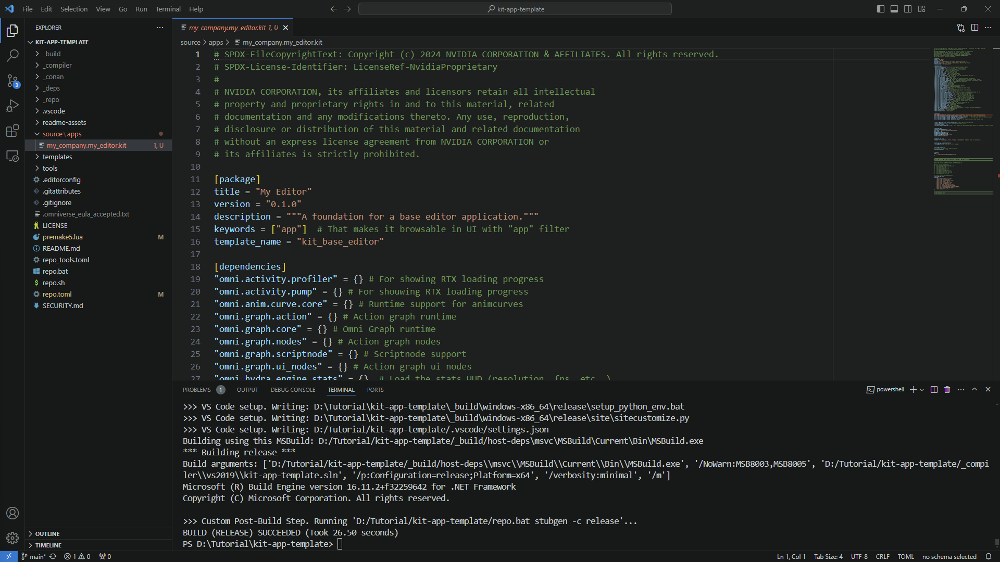 File Edit Selection View Go Run Terminal Help
kit-app-template
EXPLORER
KIT-APP-TEMPLATE
_build
_compiler
_conan
_deps
_repo
.vscode
readme-assets
source\apps
my_company.my_editor.kit 1, U
templates
tools
.editorconfig
.gitattributes
.gitignore
.omniverse_eula_accepted.txt
LICENSE
premake5.lua M
README.md
repo_tools.toml
repo.bat
repo.sh
repo.toml M
SECURITY.md
OUTLINE
TIMELINE
3
my_company.my_editor.kit 1, U
source > apps > my_company.my_editor.kit
1 # SPDX-FileCopyrightText: Copyright (c) 2024 NVIDIA CORPORATION & AFFILIATES. All rights reserved.
2 # SPDX-License-Identifier: LicenseRef-NvidiaProprietary
3 #
4 # NVIDIA CORPORATION, its affiliates and licensors retain all intellectual
5 # property and proprietary rights in and to this material, related
6 # documentation and any modifications thereto. Any use, reproduction,
7 # disclosure or distribution of this material and related documentation
8 # without an express license agreement from NVIDIA CORPORATION or
9 # its affiliates is strictly prohibited.
10
11 [package]
12 title = "My Editor"
13 version = "0.1.0"
14 description = """A foundation for a base editor application."""
15 keywords = ["app"]  # That makes it browsable in UI with "app" filter
16 template_name = "kit_base_editor"
17
18 [dependencies]
19 "omni.activity.profiler" = {} # For showing RTX loading progress
20 "omni.activity.pump" = {} # For shouwing RTX loading progress
21 "omni.anim.curve.core" = {} # Runtime support for animcurves
22 "omni.graph.action" = {} # Action graph runtime
23 "omni.graph.core" = {} # Omni Graph runtime
24 "omni.graph.nodes" = {} # Action graph nodes
25 "omni.graph.scriptnode" = {} # Scriptnode support
26 "omni.graph.ui_nodes" = {} # Action graph ui nodes
27 "omni.hydra.engine.stats" = {}  # Load the stats HUD (resolution, fps, etc.)
PROBLEMS 1 OUTPUT DEBUG CONSOLE TERMINAL PORTS
powershell
>>> VS Code setup. Writing: D:\Tutorial\kit-app-template\_build\windows-x86_64\release\setup_python_env.bat
>>> VS Code setup. Writing: D:\Tutorial\kit-app-template\_build\windows-x86_64\release\site\sitecustomize.py
>>> VS Code setup. Writing: D:/Tutorial/kit-app-template/.vscode/settings.json
Building using this MSBuild: D:/Tutorial/kit-app-template/_build/host-deps\msvc\MSBuild\Current\Bin\MSBuild.exe
*** Building release ***
Build arguments: ['D:/Tutorial/kit-app-template/_build/host-deps\\msvc\\MSBuild\\Current\\Bin\\MSBuild.exe', '/NoWarn:MSB8003,MSB8005', 'D:/Tutorial/kit-app-template/_compi
ler\\vs2019\\kit-app-template.sln', '/p:Configuration=release;Platform=x64', '/verbosity:minimal', '/m']
Microsoft (R) Build Engine version 16.11.2+f32259642 for .NET Framework
Copyright (C) Microsoft Corporation. All rights reserved.
>>> Custom Post-Build Step. Running 'D:/Tutorial/kit-app-template/repo.bat stubgen -c release'...
BUILD (RELEASE) SUCCEEDED (Took 26.50 seconds)
PS D:\Tutorial\kit-app-template>
main* 1 0 0
Ln 1, Col 1 Tab Size: 4 UTF-8 CRLF TOML no schema selected